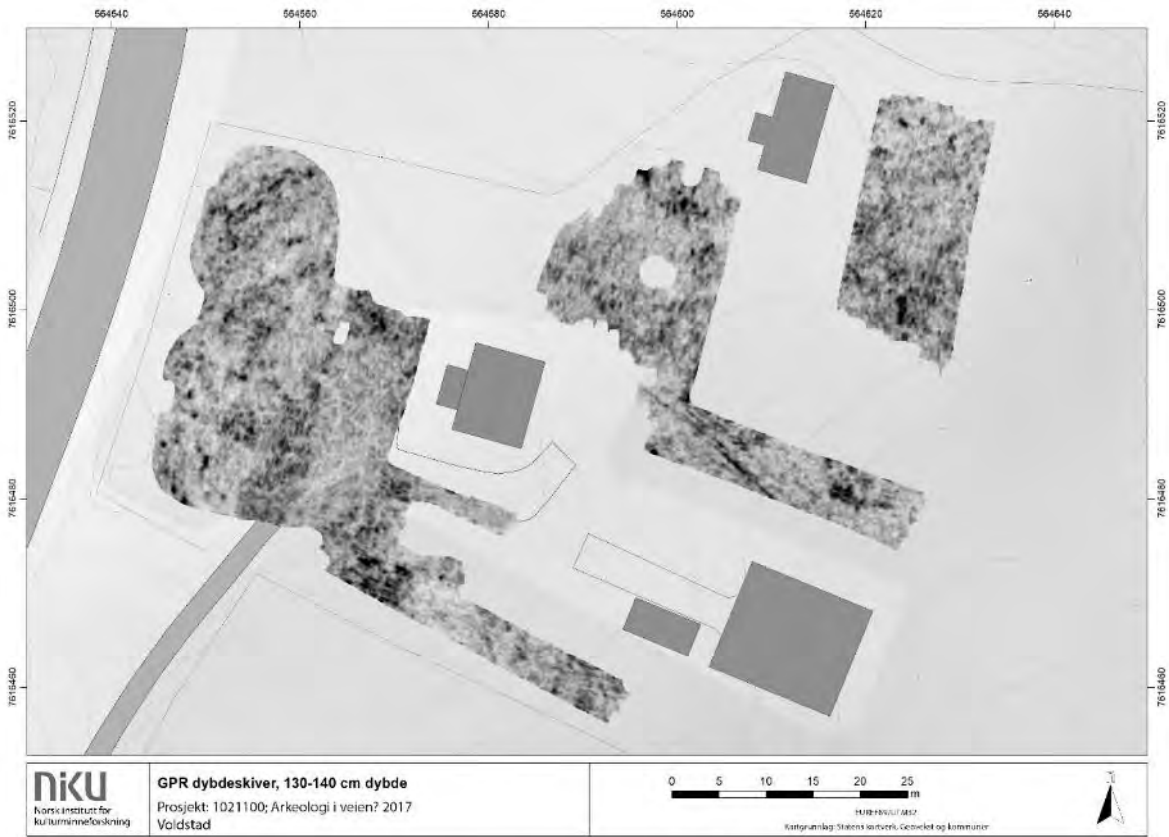 564540
564560
564580
564600
564620
564640
7616520
7616500
7616480
7616460
7616520
7616500
7616480
7616460
NIKU
Norsk institutt for
kulturminneforskning
GPR dybdeskiver, 130-140 cm dybde
Prosjekt: 1021100; Arkeologi i veien? 2017
Voldstad
0 5 10 15 20 25
m
Kartgrunnlag: Statens kartverk, Geovekst og kommuner
N